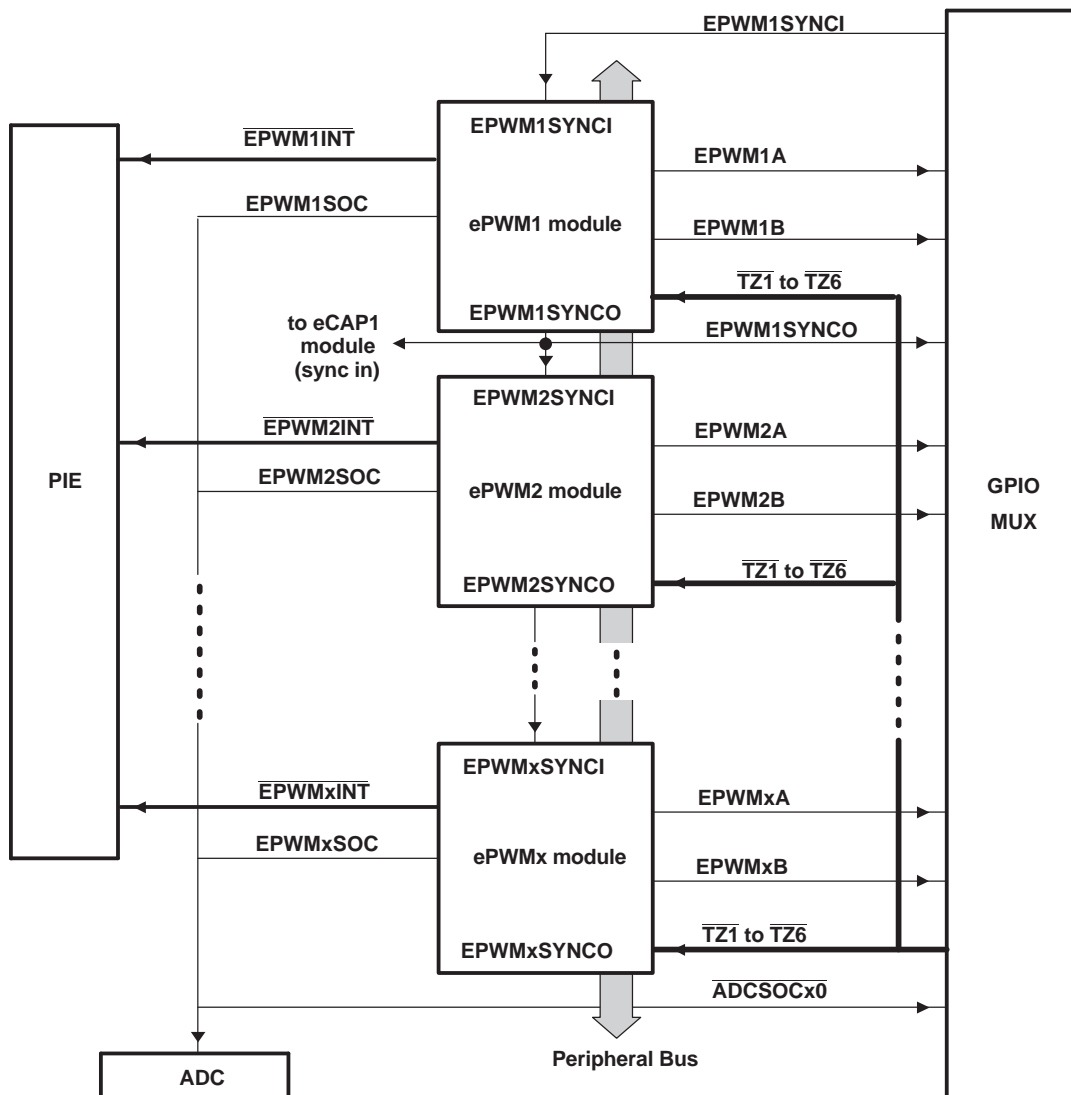 EPWM1SYNCI
EPWM1SYNCI
EPWM1INT
EPWM1A
EPWM1SOC
ePWM1 module
EPWM1B
TZ1 to TZ6
EPWM1SYNCO
to eCAP1
module
(sync in)
EPWM1SYNCO
EPWM2SYNCI
EPWM2INT
EPWM2A
PIE
EPWM2SOC
ePWM2 module
EPWM2B
GPIO
MUX
TZ1 to TZ6
EPWM2SYNCO
EPWMxSYNCI
EPWMxINT
EPWMxA
EPWMxSOC
ePWMx module
EPWMxB
TZ1 to TZ6
EPWMxSYNCO
ADCSOCx0
Peripheral Bus
ADC